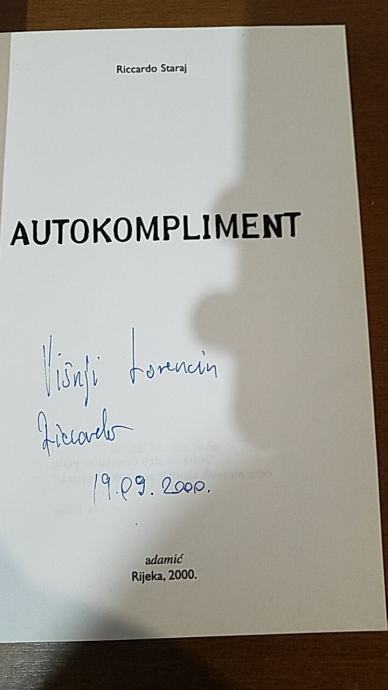 Riccardo Staraj
AUTOKOMPLIMENT
Višnji Lorencin
Riccardo
19.09.2000.
adamić
Rijeka, 2000.